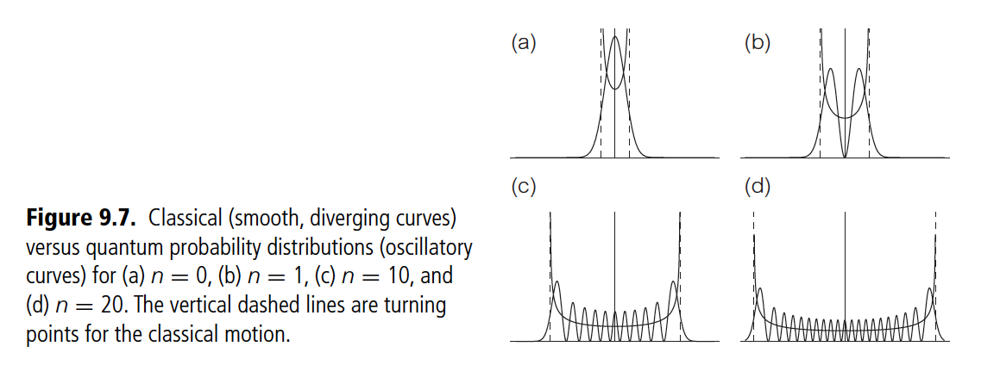 (a)
(b)
(c)
(d)
Figure 9.7. Classical (smooth, diverging curves)
versus quantum probability distributions (oscillatory
curves) for (a) n = 0, (b) n = 1, (c) n = 10, and
(d) n = 20. The vertical dashed lines are turning
points for the classical motion.